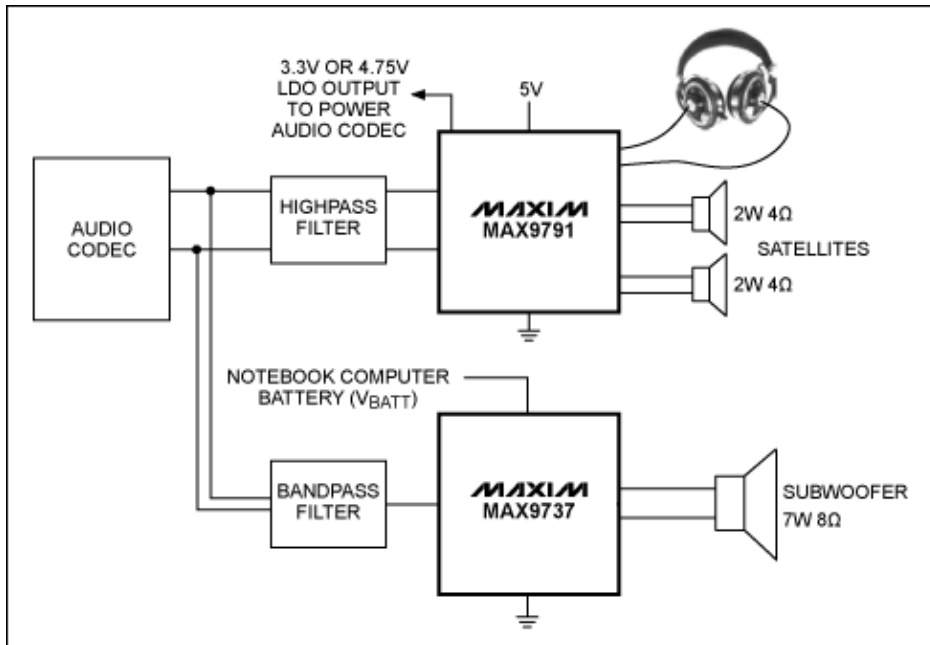 3.3V OR 4.75V
LDO OUTPUT
TO POWER
AUDIO CODEC
5V
AUDIO
CODEC
HIGHPASS
FILTER
MAXIM
MAX9791
2W 4Ω
SATELLITES
2W 4Ω
NOTEBOOK COMPUTER
BATTERY (VBATT)
BANDPASS
FILTER
MAXIM
MAX9737
SUBWOOFER
7W 8Ω